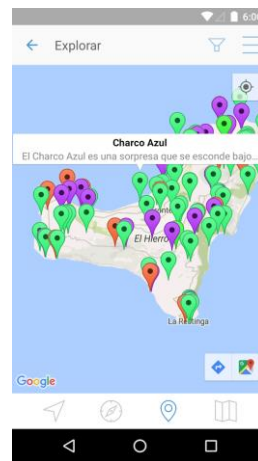 6:00
Explorar
Charco Azul
El Charco Azul es una sorpresa que se esconde bajo...
El Hierro
La Restinga
Google